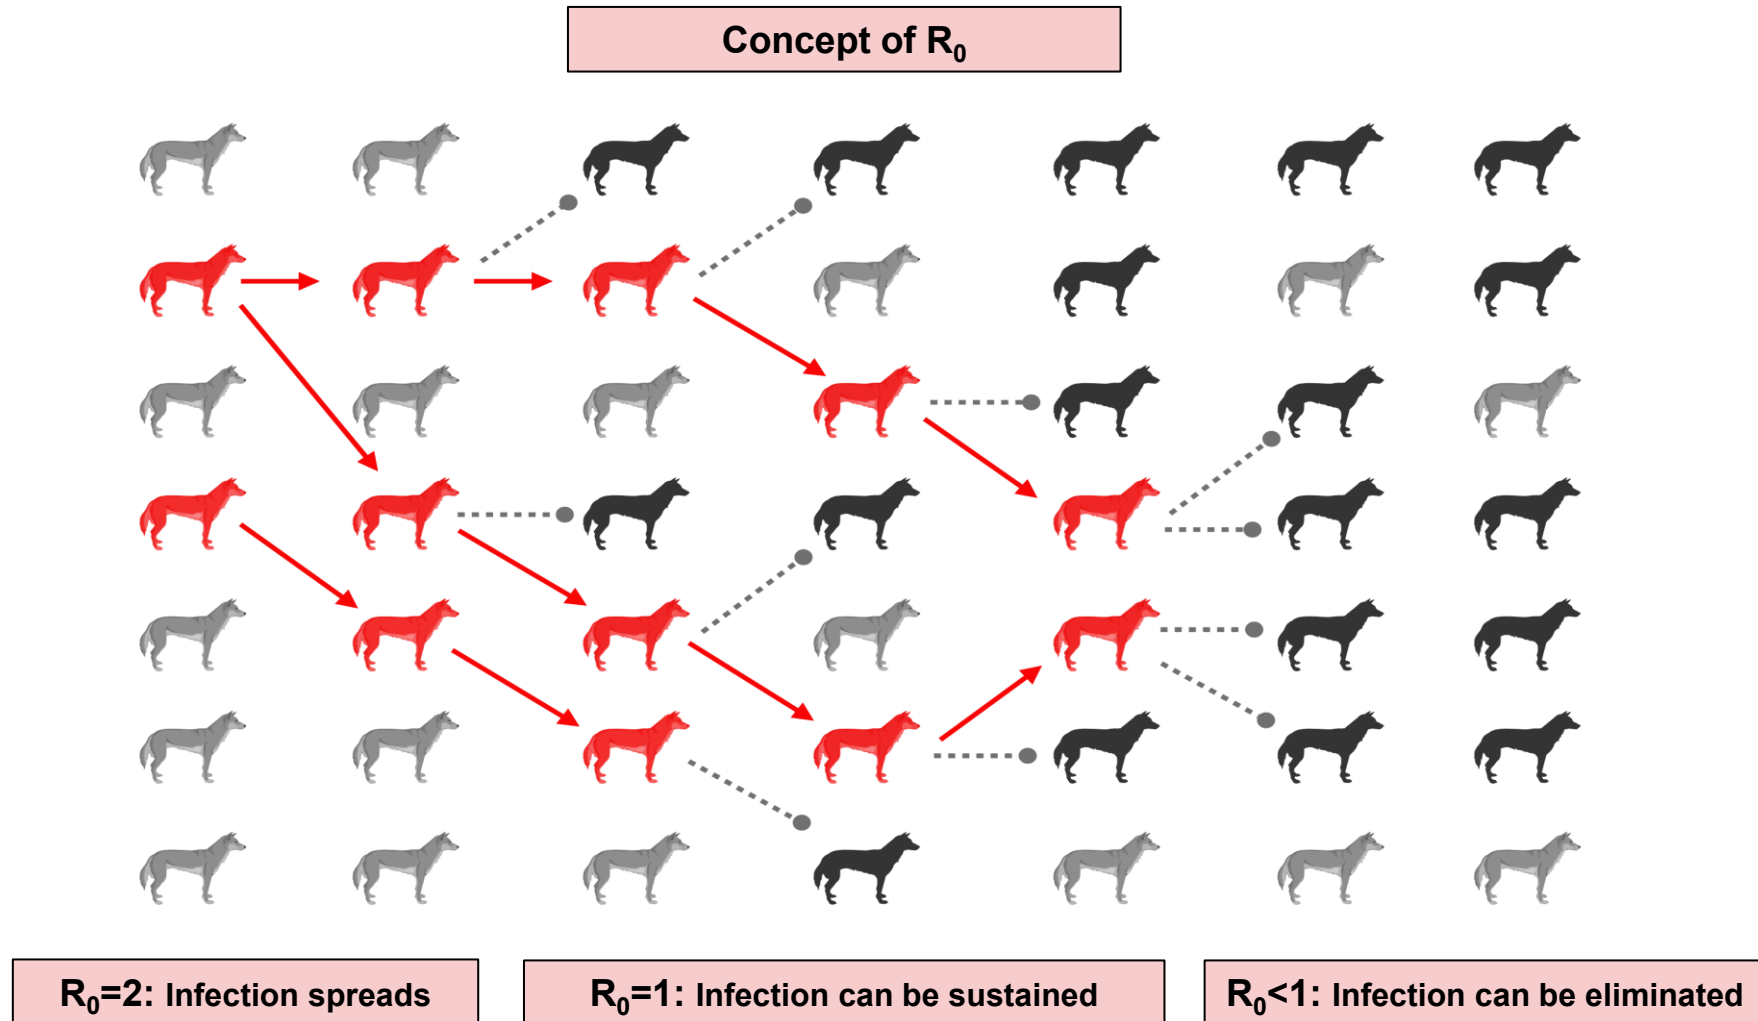 Concept of R₀
R₀=2: Infection spreads
R₀=1: Infection can be sustained
R₀<1: Infection can be eliminated